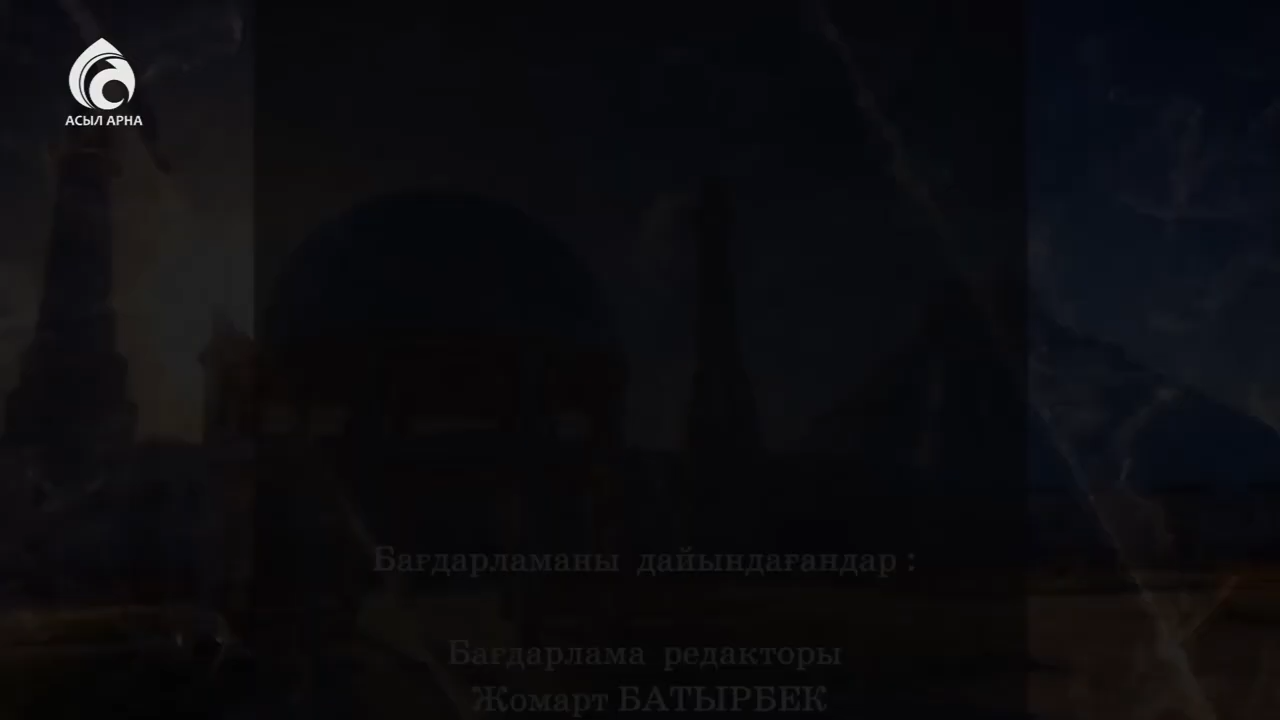 АСЫЛ АРНА
Бағдарламаны дайындағандар :
Бағдарлама редакторы
Жомарт БАТЫРБЕК